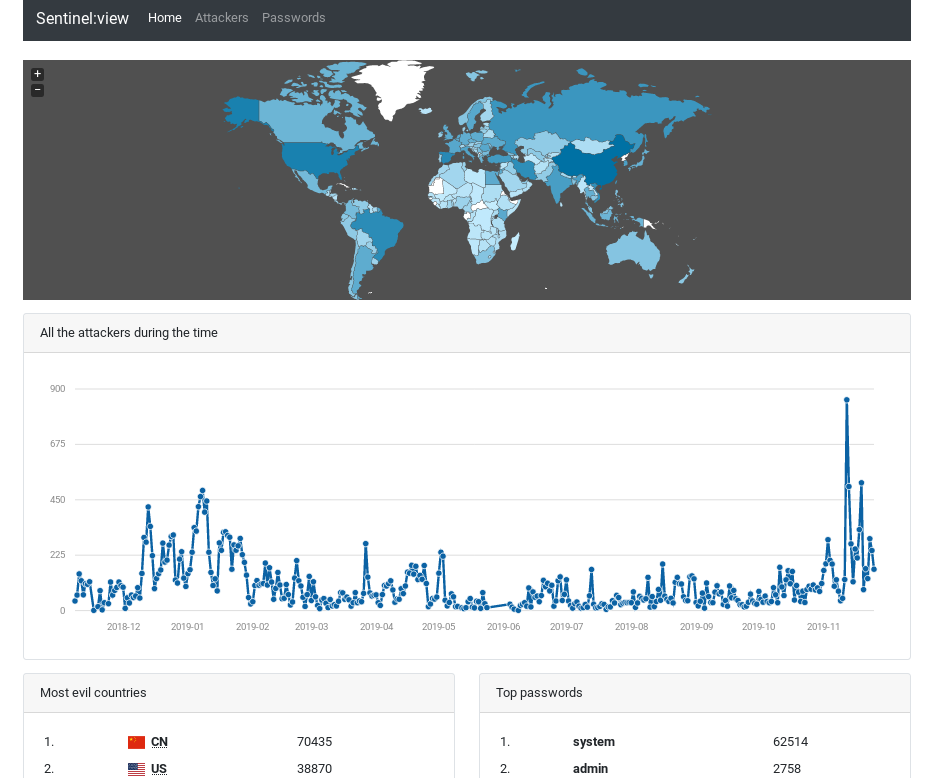 Sentinel:view Home Attackers Passwords
+
−
All the attackers during the time
900
675
450
225
0
2018-12 2019-01 2019-02 2019-03 2019-04 2019-05 2019-06 2019-07 2019-08 2019-09 2019-10 2019-11
Most evil countries
1. CN 70435
2. US 38870
Top passwords
1. system 62514
2. admin 2758